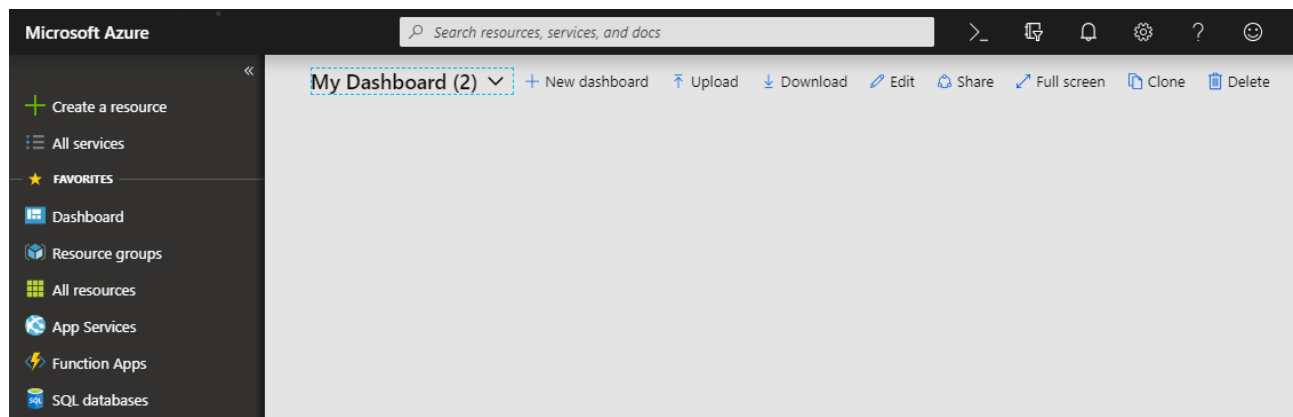 Microsoft Azure
Search resources, services, and docs
>_
?
«
My Dashboard (2)
+ New dashboard Upload Download Edit Share Full screen Clone Delete
Create a resource
All services
FAVORITES
Dashboard
Resource groups
All resources
App Services
Function Apps
SQL databases